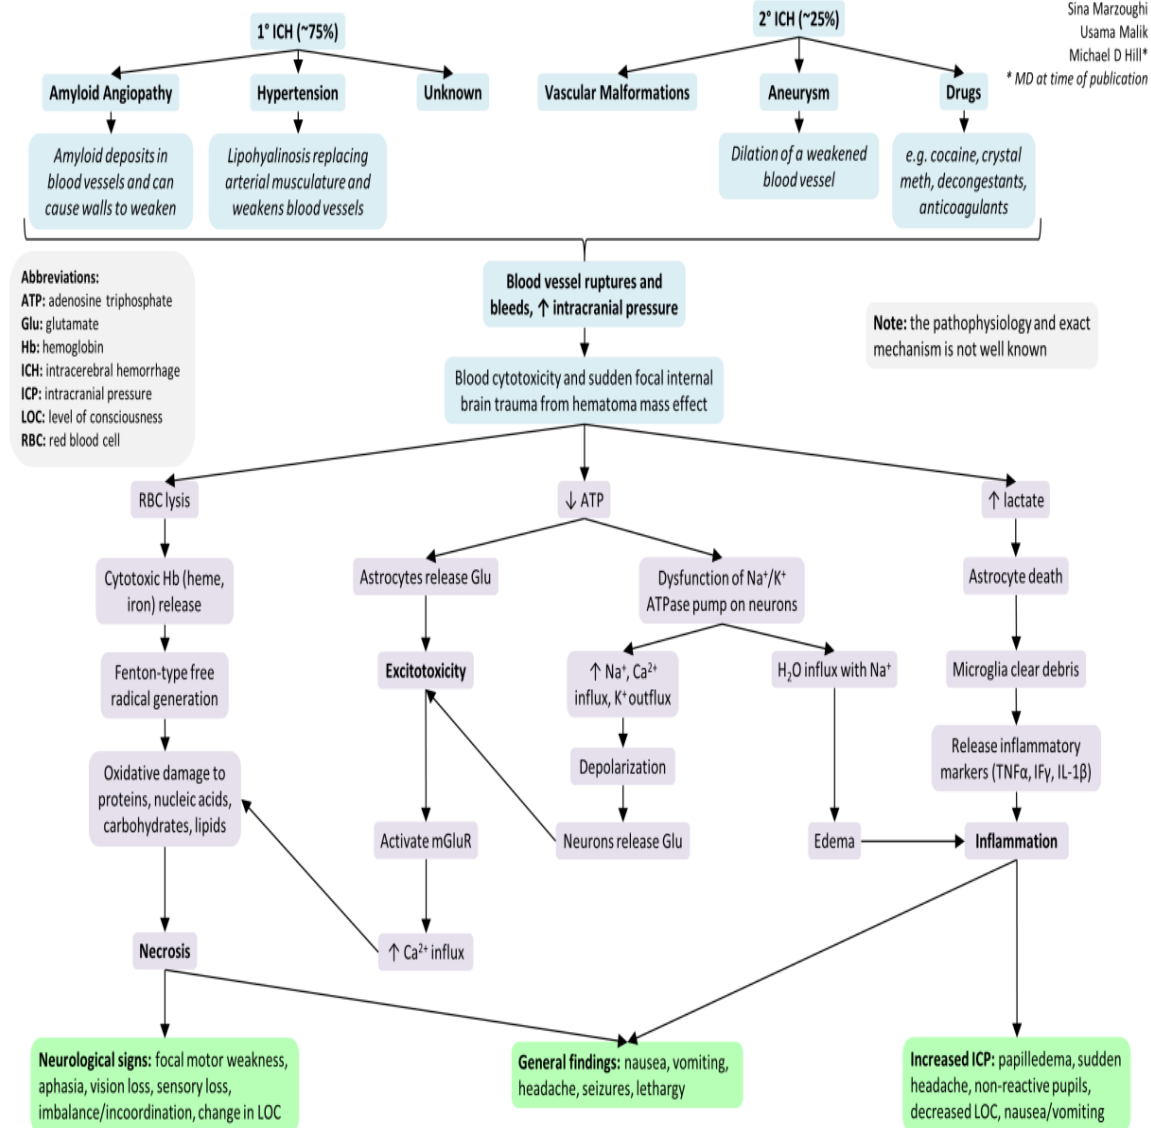 Sina Marzoughi
Usama Malik
Michael D Hill*
* MD at time of publication
1° ICH (~75%)
2° ICH (~25%)
Amyloid Angiopathy
Hypertension
Unknown
Vascular Malformations
Aneurysm
Drugs
Amyloid deposits in
blood vessels and can
cause walls to weaken
Lipohyalinosis replacing
arterial musculature and
weakens blood vessels
Dilation of a weakened
blood vessel
e.g. cocaine, crystal
meth, decongestants,
anticoagulants
Abbreviations:
ATP: adenosine triphosphate
Glu: glutamate
Hb: hemoglobin
ICH: intracerebral hemorrhage
ICP: intracranial pressure
LOC: level of consciousness
RBC: red blood cell
Blood vessel ruptures and
bleeds, ↑ intracranial pressure
Note: the pathophysiology and exact
mechanism is not well known
Blood cytotoxicity and sudden focal internal
brain trauma from hematoma mass effect
RBC lysis
↓ ATP
↑ lactate
Cytotoxic Hb (heme,
iron) release
Astrocytes release Glu
Dysfunction of Na⁺/K⁺
ATPase pump on neurons
Astrocyte death
Fenton-type free
radical generation
Excitotoxicity
↑ Na⁺, Ca²⁺
influx, K⁺ outflux
H₂O influx with Na⁺
Microglia clear debris
Oxidative damage to
proteins, nucleic acids,
carbohydrates, lipids
Depolarization
Release inflammatory
markers (TNFα, IFγ, IL-1β)
Activate mGluR
Neurons release Glu
Edema
Inflammation
Necrosis
↑ Ca²⁺ influx
Neurological signs: focal motor weakness,
aphasia, vision loss, sensory loss,
imbalance/incoordination, change in LOC
General findings: nausea, vomiting,
headache, seizures, lethargy
Increased ICP: papilledema, sudden
headache, non-reactive pupils,
decreased LOC, nausea/vomiting